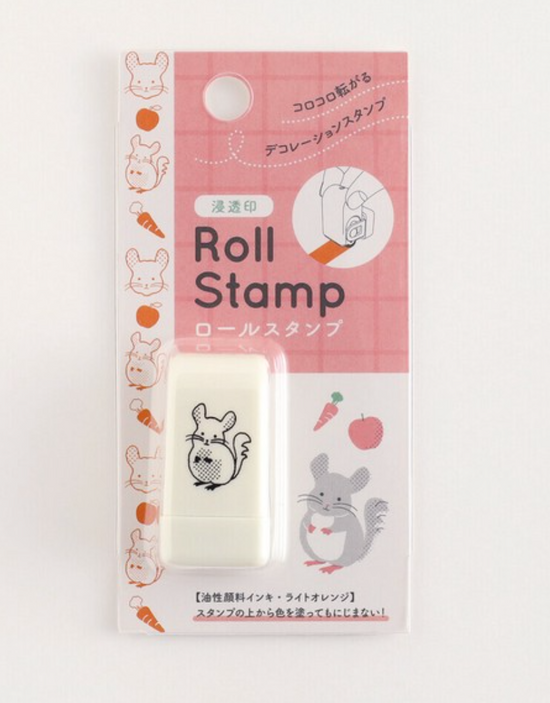 コロコロ転がる
デコレーションスタンプ
浸透印
Roll
Stamp
ロールスタンプ
【油性顔料インキ・ライトオレンジ】
スタンプの上から色を塗ってもにじまない!